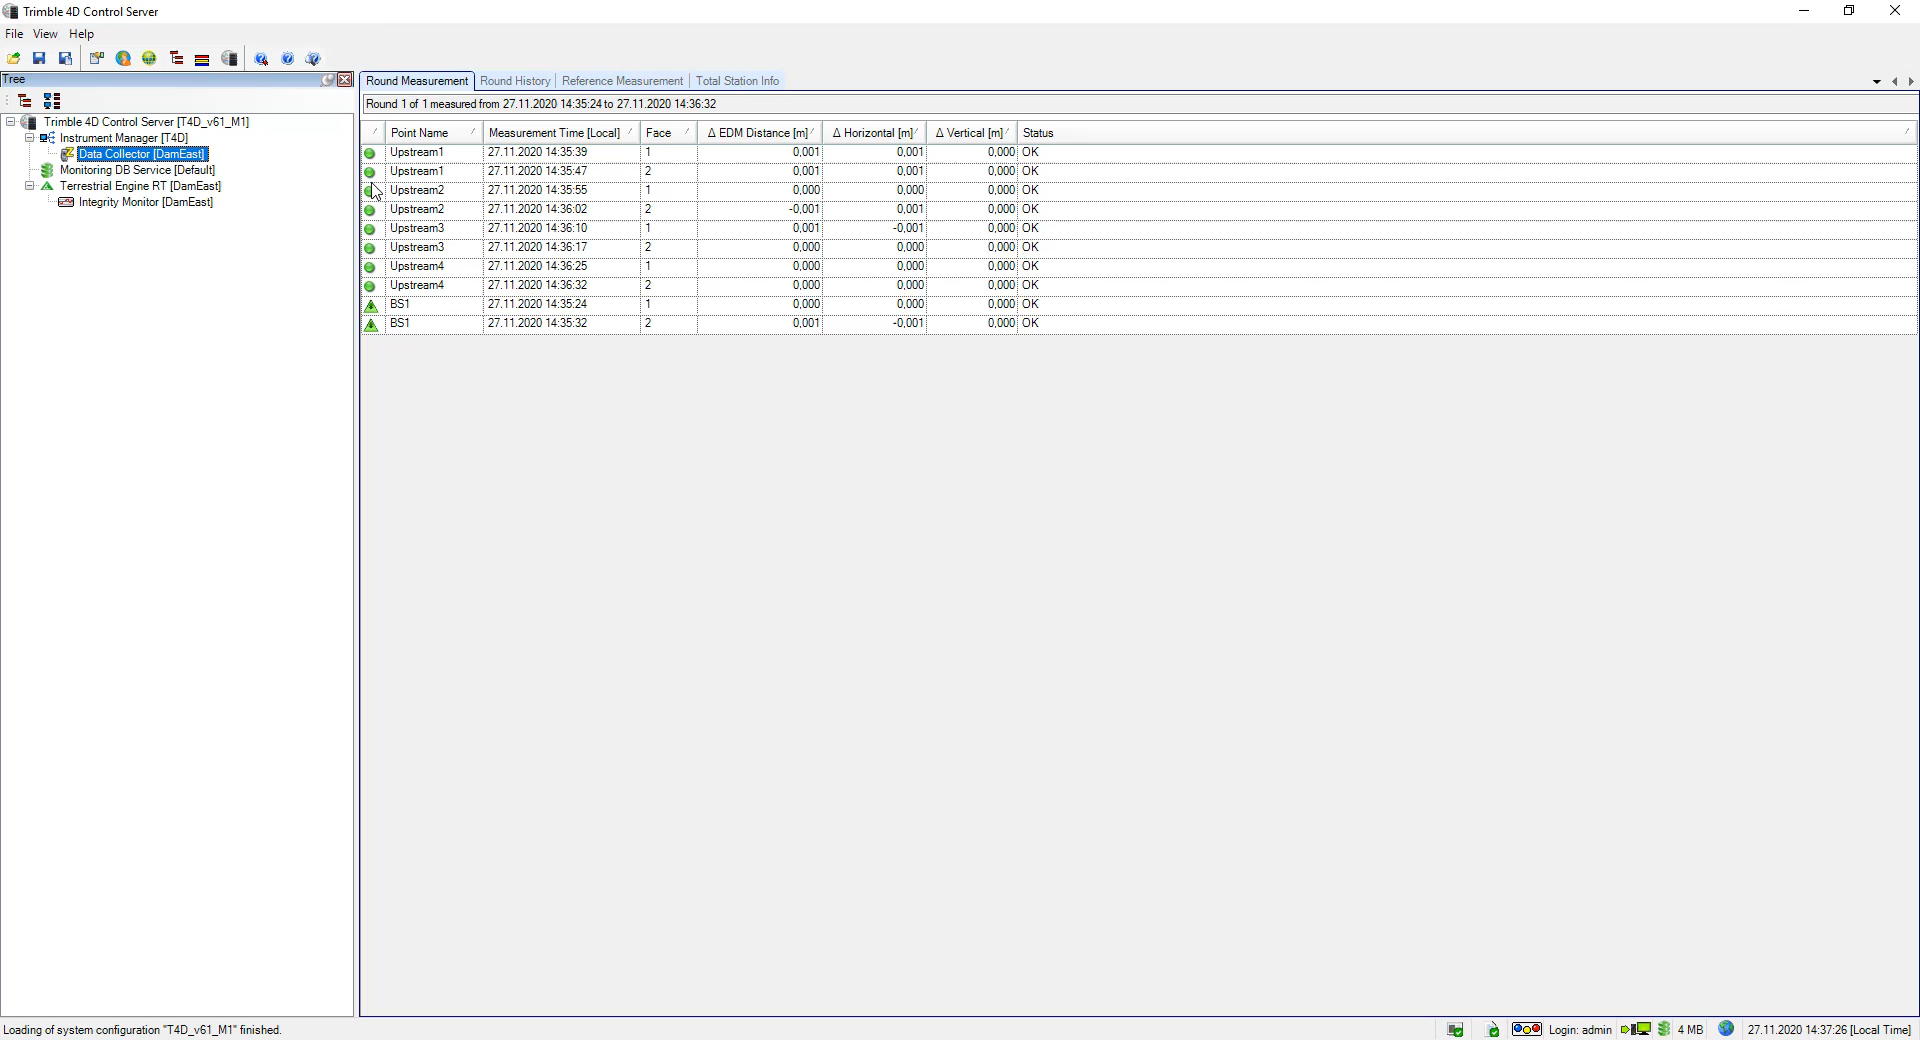 Trimble 4D Control Server
File View Help
Tree
Trimble 4D Control Server [T4D_v61_M1]
Instrument Manager [T4D]
Data Collector [DamEast]
Monitoring DB Service [Default]
Terrestrial Engine RT [DamEast]
Integrity Monitor [DamEast]
Round Measurement Round History Reference Measurement Total Station Info
Round 1 of 1 measured from 27.11.2020 14:35:24 to 27.11.2020 14:36:32
Point Name Measurement Time [Local] Face Δ EDM Distance [m] Δ Horizontal [m] Δ Vertical [m] Status
Upstream1 27.11.2020 14:35:39 1 0,001 0,001 0,000 OK
Upstream1 27.11.2020 14:35:47 2 0,001 0,001 0,000 OK
Upstream2 27.11.2020 14:35:55 1 0,000 0,000 0,000 OK
Upstream2 27.11.2020 14:36:02 2 -0,001 0,001 0,000 OK
Upstream3 27.11.2020 14:36:10 1 0,001 -0,001 0,000 OK
Upstream3 27.11.2020 14:36:17 2 0,000 0,000 0,000 OK
Upstream4 27.11.2020 14:36:25 1 0,000 0,000 0,000 OK
Upstream4 27.11.2020 14:36:32 2 0,000 0,000 0,000 OK
BS1 27.11.2020 14:35:24 1 0,000 0,000 0,000 OK
BS1 27.11.2020 14:35:32 2 0,001 -0,001 0,000 OK
Loading of system configuration "T4D_v61_M1" finished.
Login: admin 4 MB 27.11.2020 14:37:26 [Local Time]